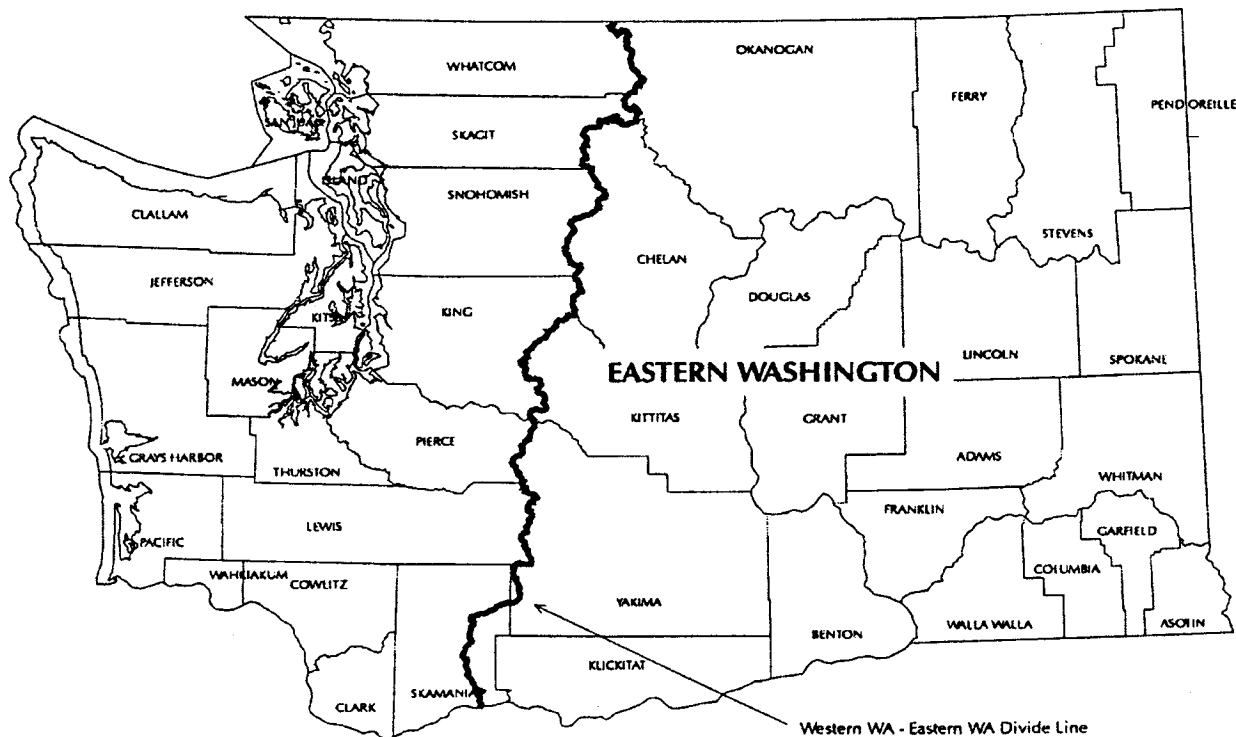 WHATCOM
OKANOGAN
FERRY
PEND OREILLE
SAN JUAN
SKAGIT
ISLAND
SNOHOMISH
CLALLAM
STEVENS
CHELAN
JEFFERSON
DOUGLAS
KITSAP
KING
LINCOLN
SPOKANE
EASTERN WASHINGTON
MASON
KITTITAS
GRANT
PIERCE
GRAYS HARBOR
THURSTON
ADAMS
WHITMAN
FRANKLIN
LEWIS
GARFIELD
PACIFIC
WAHKIAKUM
COWLITZ
COLUMBIA
YAKIMA
WALLA WALLA
ASOTIN
BENTON
KLICKITAT
SKAMANIA
CLARK
Western WA - Eastern WA Divide Line